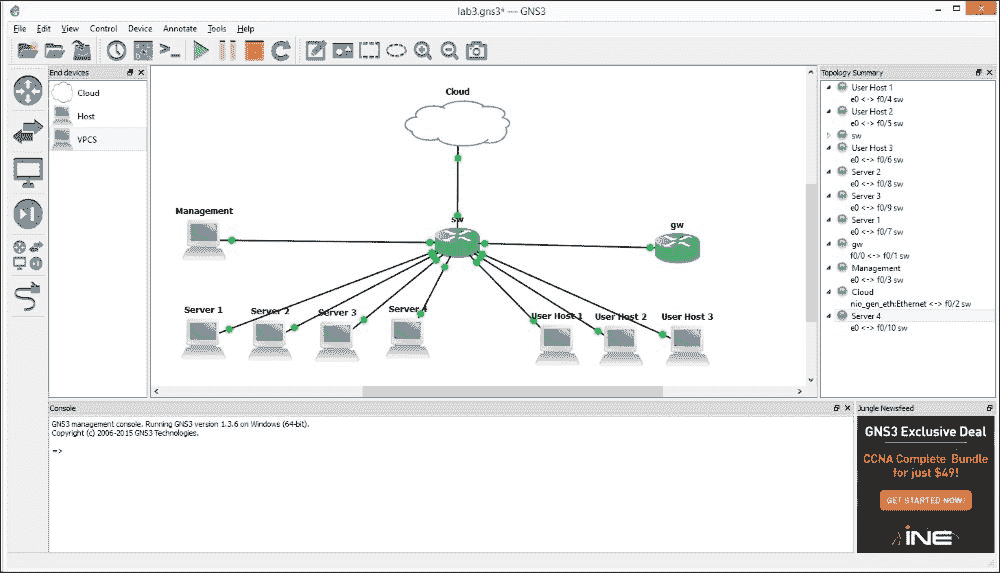 lab3.gns3* — GNS3
File Edit View Control Device Annotate Tools Help
End devices
Cloud
Host
VPCS
Cloud
Management
sw
gw
Server 1
Server 2
Server 3
Server 4
User Host 1
User Host 2
User Host 3
Topology Summary
User Host 1
e0 <-> f0/4 sw
User Host 2
e0 <-> f0/5 sw
sw
User Host 3
e0 <-> f0/6 sw
Server 2
e0 <-> f0/8 sw
Server 3
e0 <-> f0/9 sw
Server 1
e0 <-> f0/7 sw
gw
f0/0 <-> f0/1 sw
Management
e0 <-> f0/3 sw
Cloud
nio_gen_eth:Ethernet <-> f0/2 sw
Server 4
e0 <-> f0/10 sw
Console
GNS3 management console. Running GNS3 version 1.3.6 on Windows (64-bit).
Copyright (c) 2006-2015 GNS3 Technologies.
=>
Jungle Newsfeed
GNS3 Exclusive Deal
CCNA Complete Bundle
for just $49!
GET STARTED NOW!
iNE